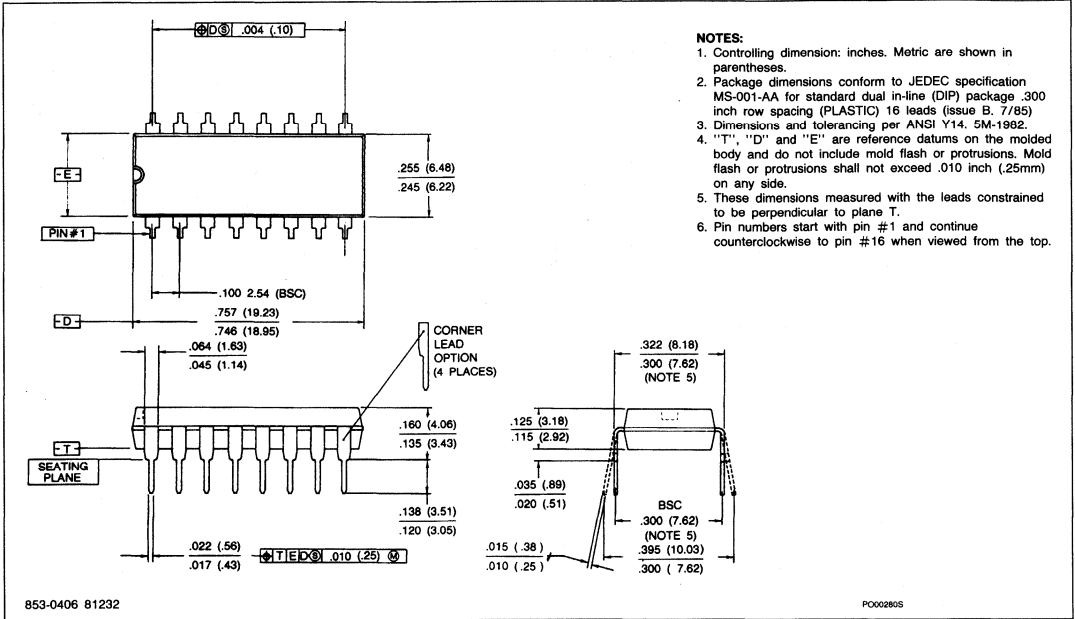 ⌖ D Ⓢ .004 (.10)
-E-
PIN #1
.255 (6.48)
.245 (6.22)
.100 2.54 (BSC)
-D-
.757 (19.23)
.746 (18.95)
.064 (1.63)
.045 (1.14)
CORNER
LEAD
OPTION
(4 PLACES)
-T-
SEATING
PLANE
.160 (4.06)
.135 (3.43)
.138 (3.51)
.120 (3.05)
.022 (.56)
.017 (.43)
⌖ T E D Ⓢ .010 (.25) Ⓜ
.322 (8.18)
.300 (7.62)
(NOTE 5)
.125 (3.18)
.115 (2.92)
.035 (.89)
.020 (.51)
BSC
.300 (7.62)
(NOTE 5)
.395 (10.03)
.300 ( 7.62)
.015 ( .38 )
.010 ( .25 )
NOTES:
1. Controlling dimension: inches. Metric are shown in
parentheses.
2. Package dimensions conform to JEDEC specification
MS-001-AA for standard dual in-line (DIP) package .300
inch row spacing (PLASTIC) 16 leads (issue B. 7/85)
3. Dimensions and tolerancing per ANSI Y14. 5M-1982.
4. "T", "D" and "E" are reference datums on the molded
body and do not include mold flash or protrusions. Mold
flash or protrusions shall not exceed .010 inch (.25mm)
on any side.
5. These dimensions measured with the leads constrained
to be perpendicular to plane T.
6. Pin numbers start with pin #1 and continue
counterclockwise to pin #16 when viewed from the top.
853-0406 81232
PO00280S